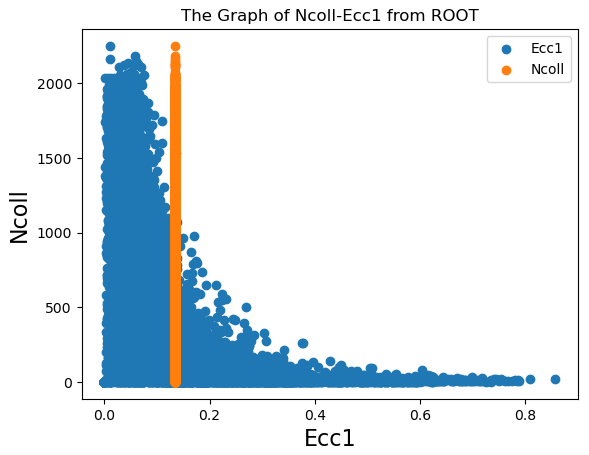 The Graph of Ncoll-Ecc1 from ROOT
Ecc1
Ncoll
2000
1500
1000
500
0
Ncoll
0.0 0.2 0.4 0.6 0.8
Ecc1